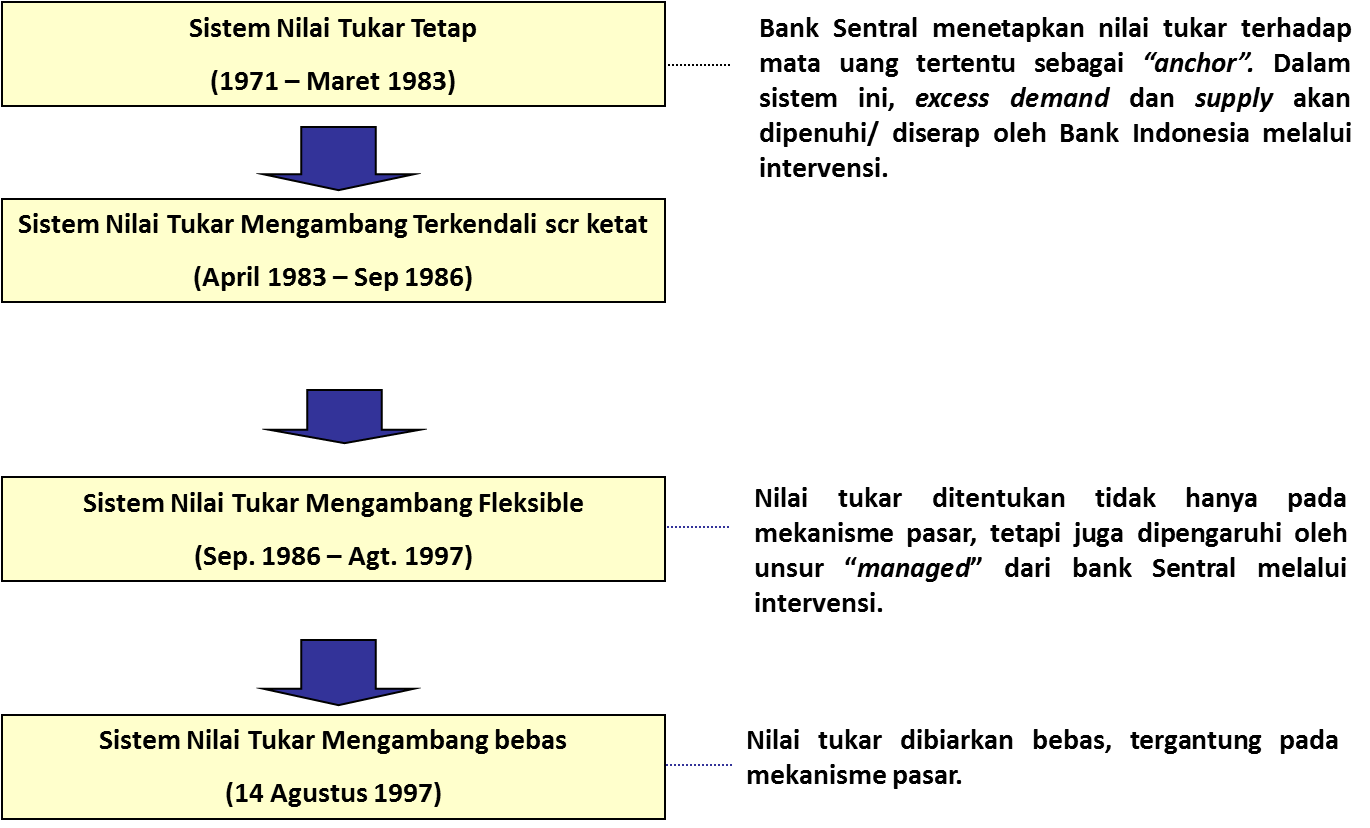 Sistem Nilai Tukar Tetap
(1971 – Maret 1983)
Bank Sentral menetapkan nilai tukar terhadap
mata uang tertentu sebagai “anchor”. Dalam
sistem ini, excess demand dan supply akan
dipenuhi/ diserap oleh Bank Indonesia melalui
intervensi.
Sistem Nilai Tukar Mengambang Terkendali scr ketat
(April 1983 – Sep 1986)
Sistem Nilai Tukar Mengambang Fleksible
(Sep. 1986 – Agt. 1997)
Nilai tukar ditentukan tidak hanya pada
mekanisme pasar, tetapi juga dipengaruhi oleh
unsur “managed” dari bank Sentral melalui
intervensi.
Sistem Nilai Tukar Mengambang bebas
(14 Agustus 1997)
Nilai tukar dibiarkan bebas, tergantung pada
mekanisme pasar.